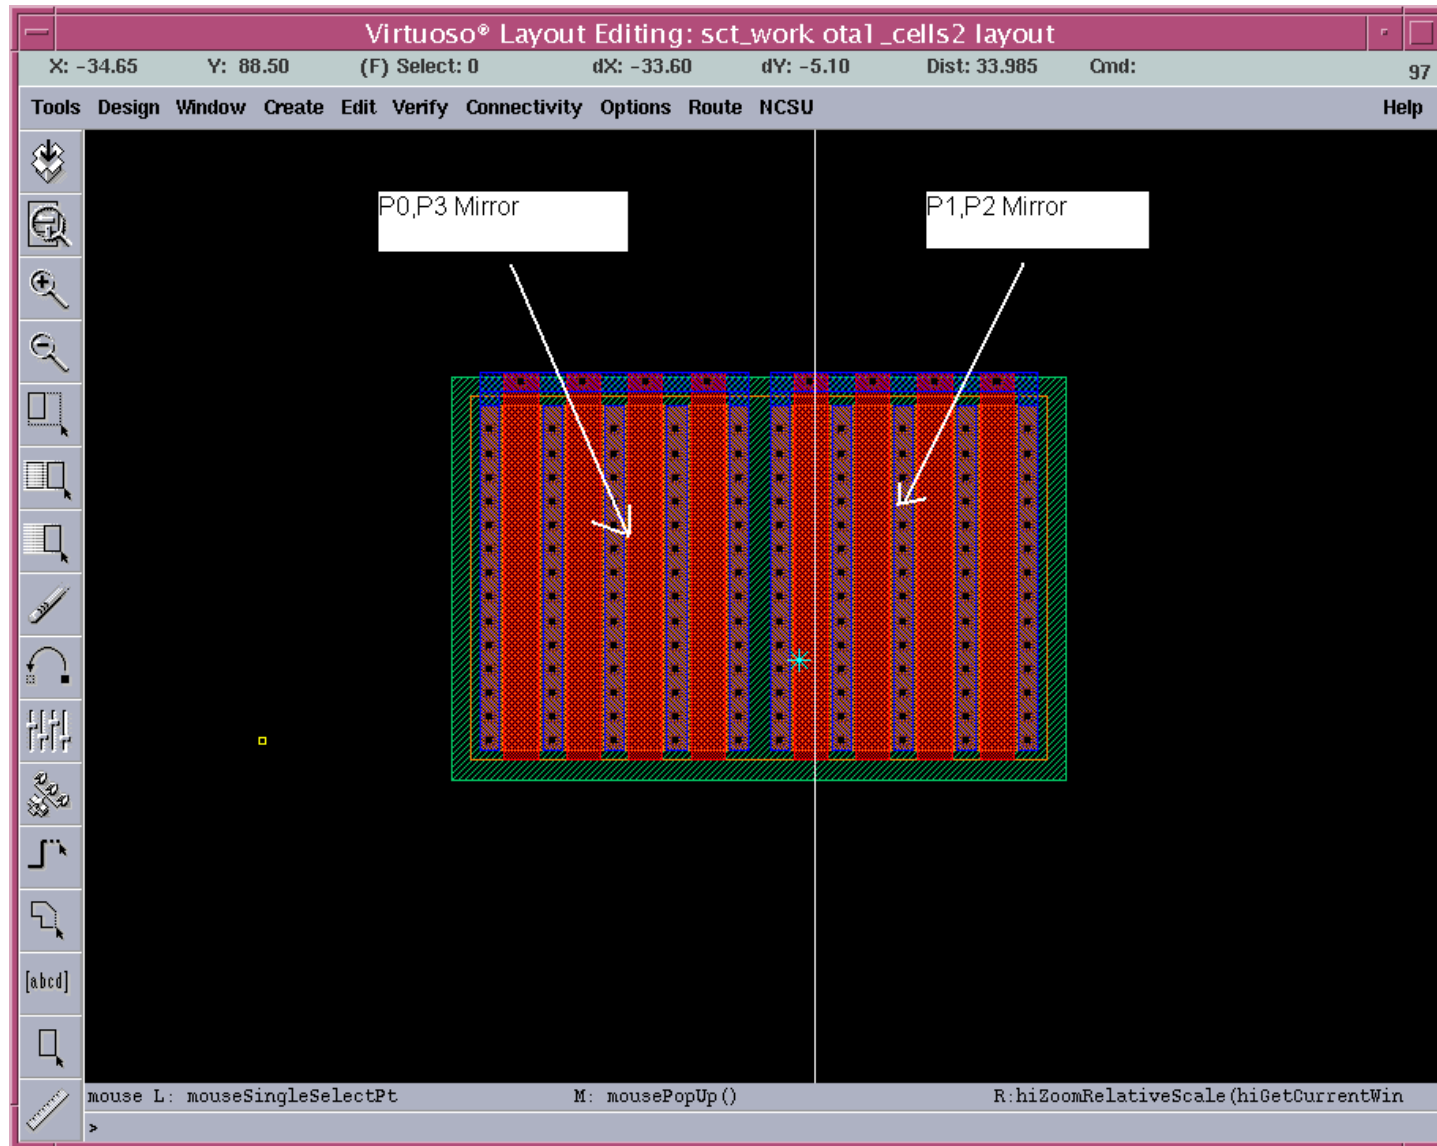 Virtuoso® Layout Editing: sct_work ota1_cells2 layout
X: -34.65 Y: 88.50 (F) Select: 0 dX: -33.60 dY: -5.10 Dist: 33.985 Cmd: 97
Tools Design Window Create Edit Verify Connectivity Options Route NCSU Help
P0,P3 Mirror
P1,P2 Mirror
[abcd]
mouse L: mouseSingleSelectPt M: mousePopUp() R:hiZoomRelativeScale(hiGetCurrentWin
>